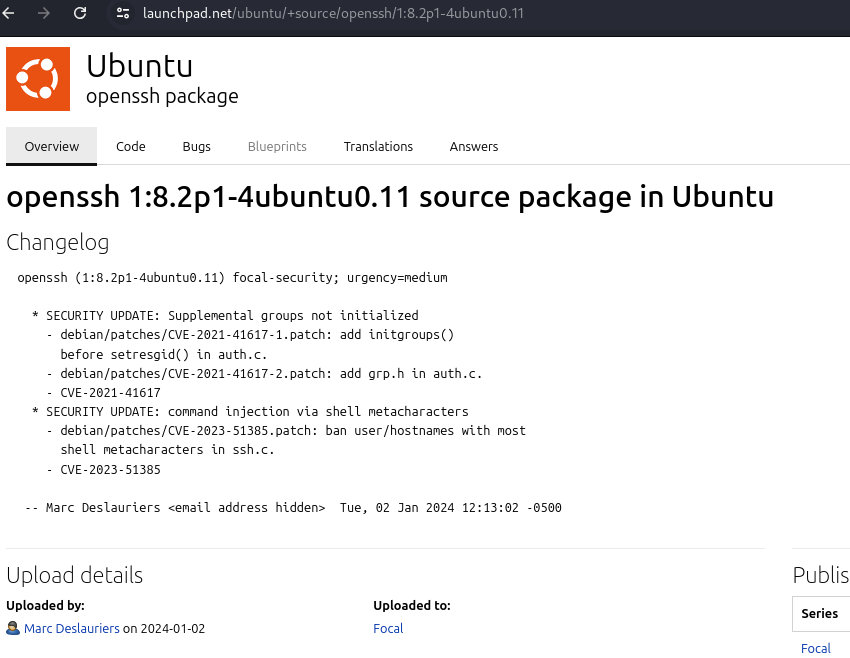 launchpad.net/ubuntu/+source/openssh/1:8.2p1-4ubuntu0.11
Ubuntu
openssh package
Overview Code Bugs Blueprints Translations Answers
openssh 1:8.2p1-4ubuntu0.11 source package in Ubuntu
Changelog
openssh (1:8.2p1-4ubuntu0.11) focal-security; urgency=medium
* SECURITY UPDATE: Supplemental groups not initialized
- debian/patches/CVE-2021-41617-1.patch: add initgroups()
before setresgid() in auth.c.
- debian/patches/CVE-2021-41617-2.patch: add grp.h in auth.c.
- CVE-2021-41617
* SECURITY UPDATE: command injection via shell metacharacters
- debian/patches/CVE-2023-51385.patch: ban user/hostnames with most
shell metacharacters in ssh.c.
- CVE-2023-51385
-- Marc Deslauriers <email address hidden>  Tue, 02 Jan 2024 12:13:02 -0500
Upload details
Uploaded by:
Marc Deslauriers on 2024-01-02
Uploaded to:
Focal
Publis
Series
Focal